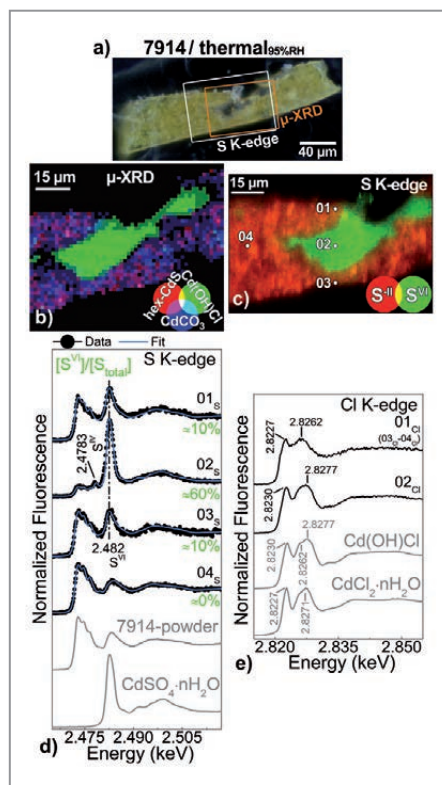 a) 7914 / thermal95%RH
S K-edge
μ-XRD
40 μm
15 μm
μ-XRD
hex-CdS
Cd(OH)Cl
CdCO3
b)
15 μm
S K-edge
01
04
02
03
S-II
SVI
c)
Data
Fit
S K-edge
[SVI]/[Stotal]
01S
≈10%
2.4783
SIV
02S
≈60%
03S
≈10%
2.482
SVI
04S
≈0%
7914-powder
CdSO4·nH2O
Normalized Fluorescence
2.475 2.490 2.505
d) Energy (keV)
Cl K-edge
2.8227
2.8262
01Cl
(03Cl-04Cl)
2.8230
2.8277
02Cl
2.8277
2.8230
2.8262
Cd(OH)Cl
2.8227
2.8271
CdCl2·nH2O
Normalized Fluorescence
2.820 2.835 2.850
Energy (keV)
e)